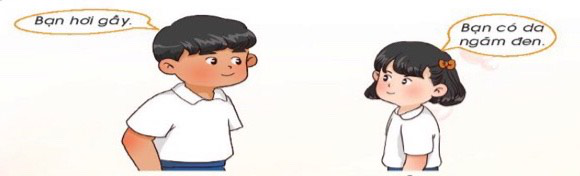 Bạn hơi gầy.
Bạn có da
ngăm đen.